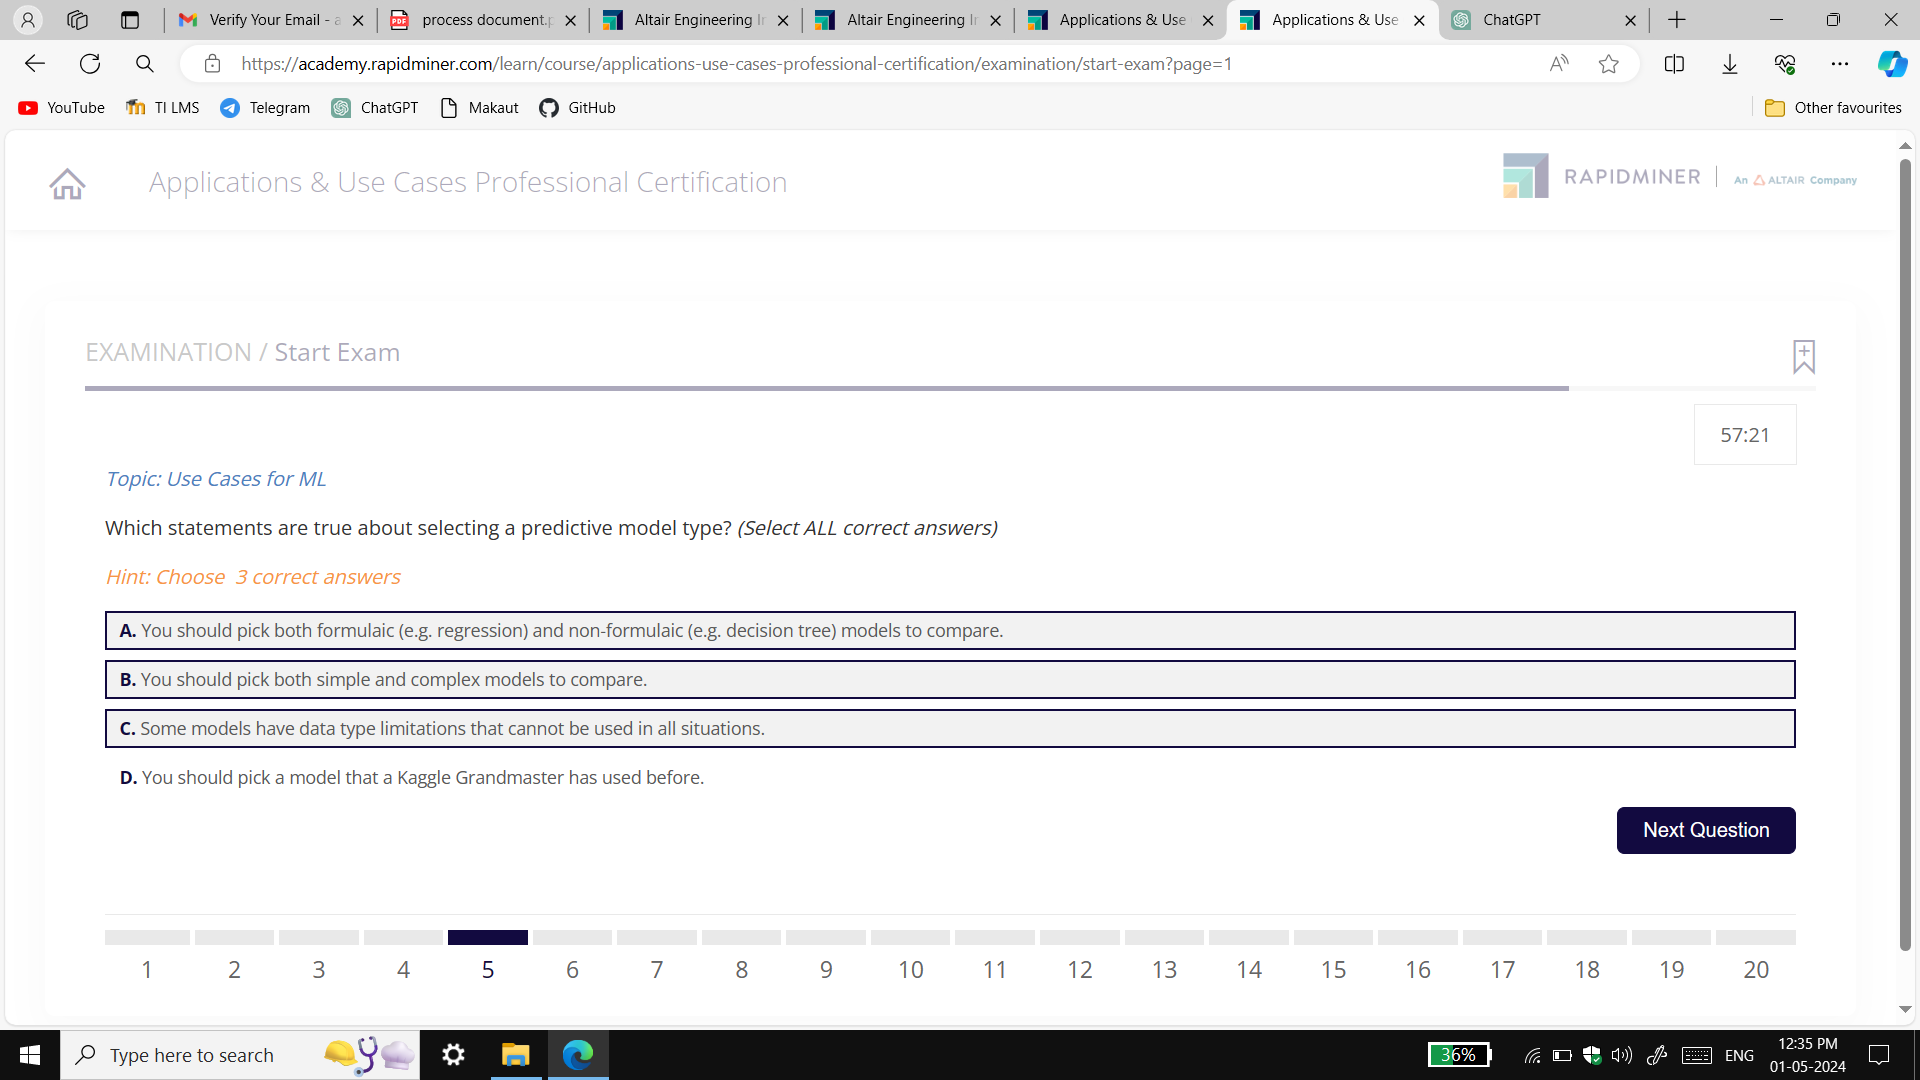 Verify Your Email - a
process document.p
Altair Engineering Ir
Altair Engineering Ir
Applications & Use
Applications & Use
ChatGPT
https://academy.rapidminer.com/learn/course/applications-use-cases-professional-certification/examination/start-exam?page=1
YouTube
TI LMS
Telegram
ChatGPT
Makaut
GitHub
Other favourites
Applications & Use Cases Professional Certification
RAPIDMINER
An ALTAIR Company
EXAMINATION / Start Exam
57:21
Topic: Use Cases for ML
Which statements are true about selecting a predictive model type? (Select ALL correct answers)
Hint: Choose 3 correct answers
A. You should pick both formulaic (e.g. regression) and non-formulaic (e.g. decision tree) models to compare.
B. You should pick both simple and complex models to compare.
C. Some models have data type limitations that cannot be used in all situations.
D. You should pick a model that a Kaggle Grandmaster has used before.
Next Question
1 2 3 4 5 6 7 8 9 10 11 12 13 14 15 16 17 18 19 20
Type here to search
36%
ENG
12:35 PM
01-05-2024